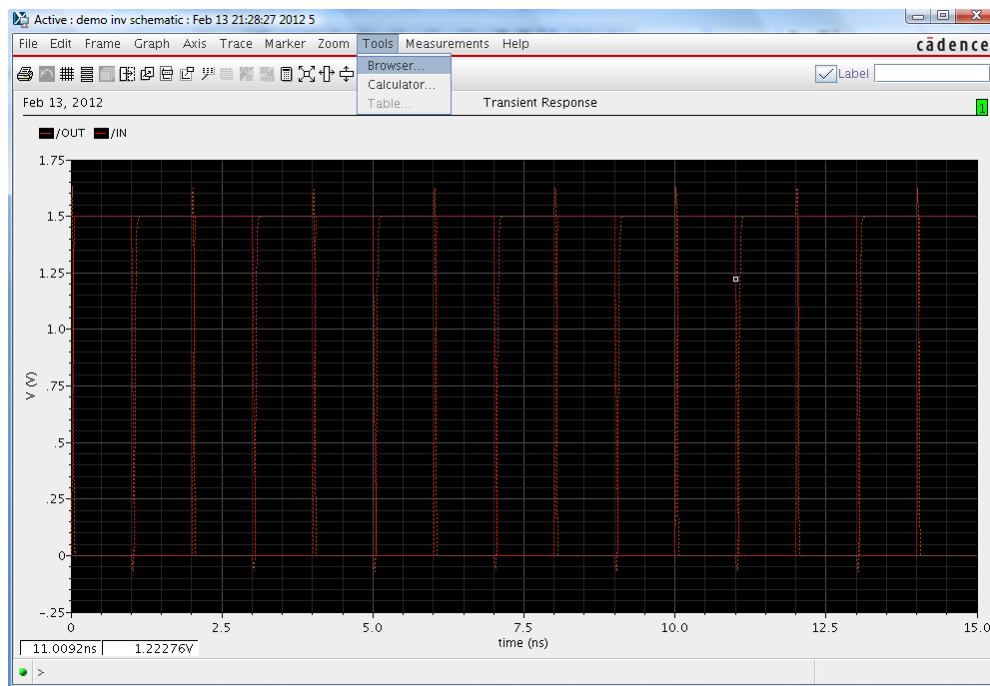 Active : demo inv schematic : Feb 13 21:28:27 2012 5
File Edit Frame Graph Axis Trace Marker Zoom Tools Measurements Help cādence
Browser...
Calculator...
Table...
Label
Feb 13, 2012 Transient Response 1
/OUT /IN
1.75
1.5
1.25
1.0
.75
.5
.25
0
-.25
V (V)
0 2.5 5.0 7.5 10.0 12.5 15.0
time (ns)
11.0092ns 1.22276V
>